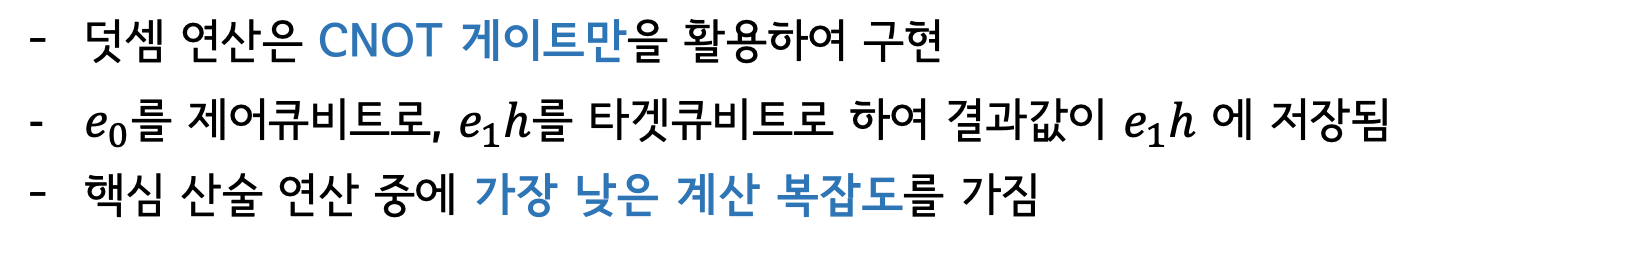 - 덧셈 연산은 CNOT 게이트만을 활용하여 구현
- e₀를 제어큐비트로, e₁h를 타겟큐비트로 하여 결과값이 e₁h 에 저장됨
- 핵심 산술 연산 중에 가장 낮은 계산 복잡도를 가짐